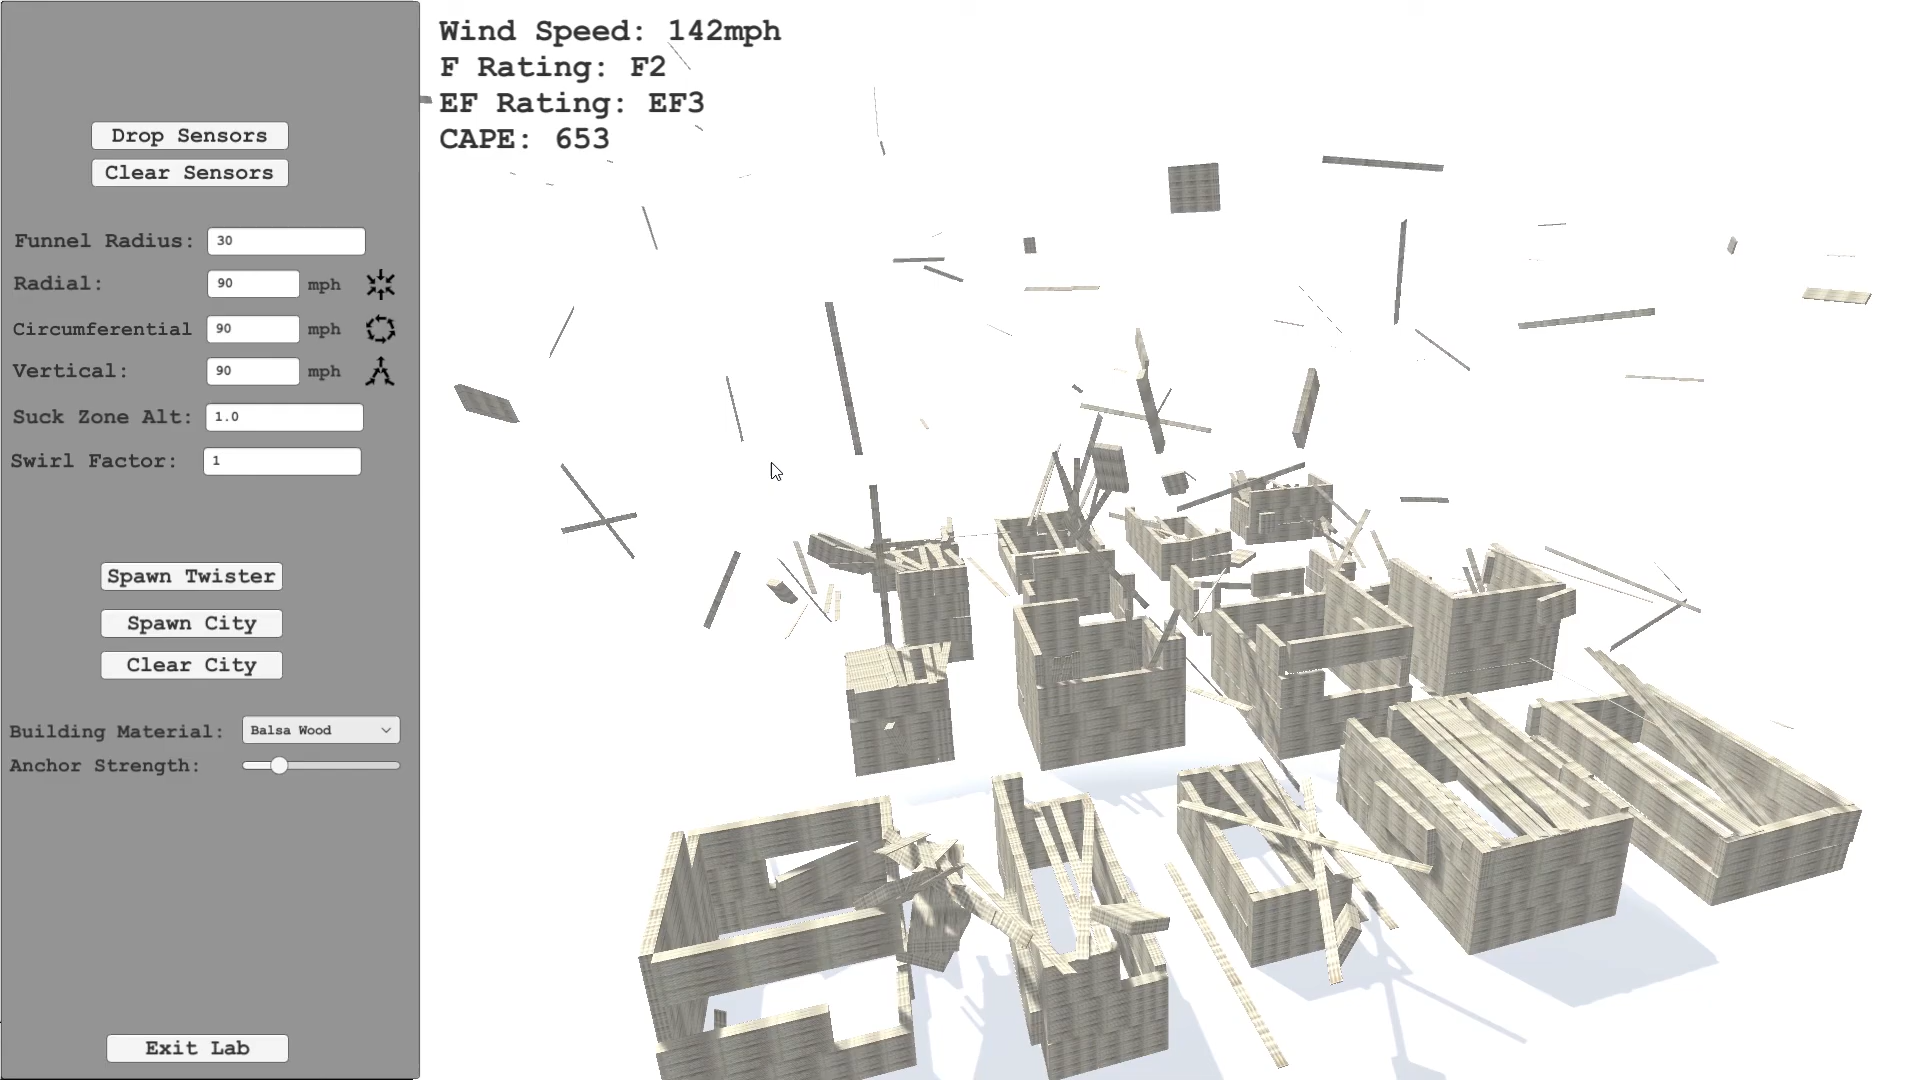 Wind Speed: 142mph
F Rating: F2
EF Rating: EF3
CAPE: 653
Drop Sensors
Clear Sensors
Funnel Radius: 30
Radial: 90 mph
Circumferential 90 mph
Vertical: 90 mph
Suck Zone Alt: 1.0
Swirl Factor: 1
Spawn Twister
Spawn City
Clear City
Building Material: Balsa Wood
Anchor Strength:
Exit Lab